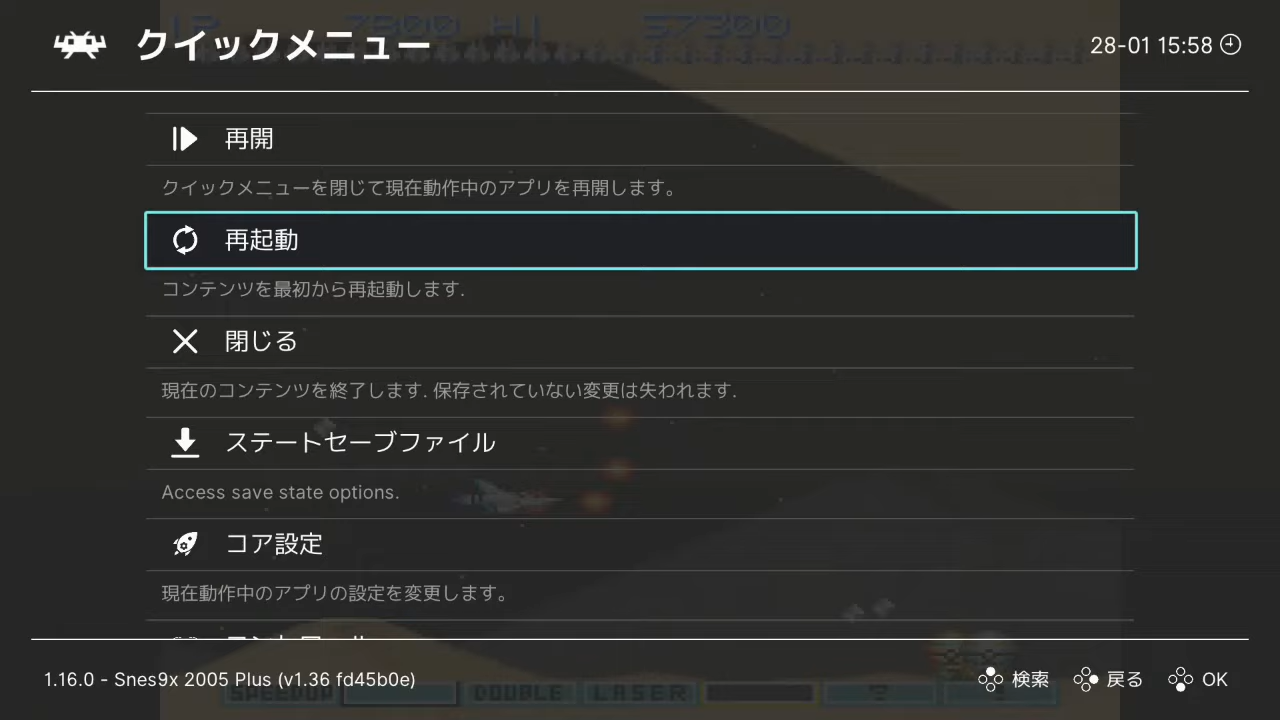 1P 7900 HI 57300
クイックメニュー
28-01 15:58
再開
クイックメニューを閉じて現在動作中のアプリを再開します。
再起動
コンテンツを最初から再起動します.
閉じる
現在のコンテンツを終了します. 保存されていない変更は失われます.
ステートセーブファイル
Access save state options.
コア設定
現在動作中のアプリの設定を変更します。
SPEEDUP DOUBLE LASER ?
1.16.0 - Snes9x 2005 Plus (v1.36 fd45b0e)
検索 戻る OK